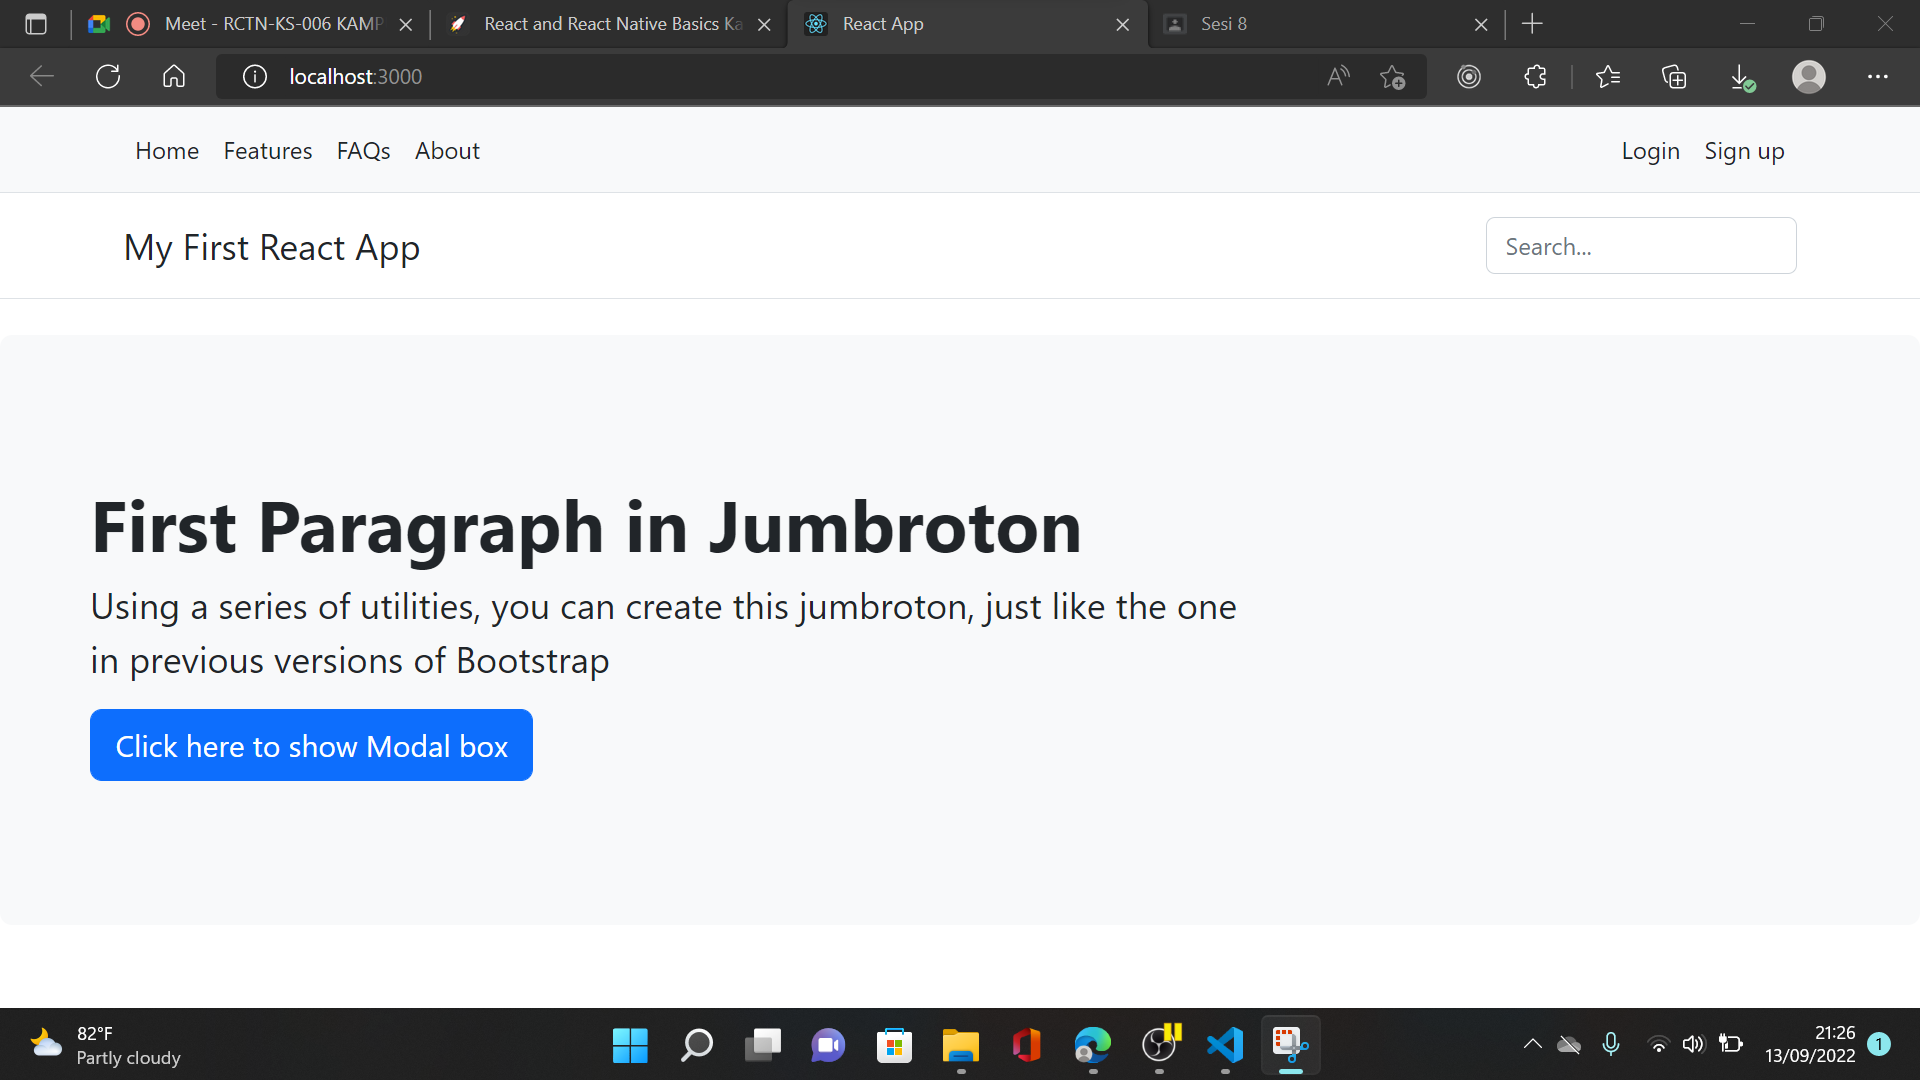 Meet - RCTN-KS-006 KAMP
React and React Native Basics Ka
React App
Sesi 8
localhost:3000
Home Features FAQs About
Login Sign up
My First React App
Search...
First Paragraph in Jumbroton
Using a series of utilities, you can create this jumbroton, just like the one
in previous versions of Bootstrap
Click here to show Modal box
82°F
Partly cloudy
21:26
13/09/2022
1